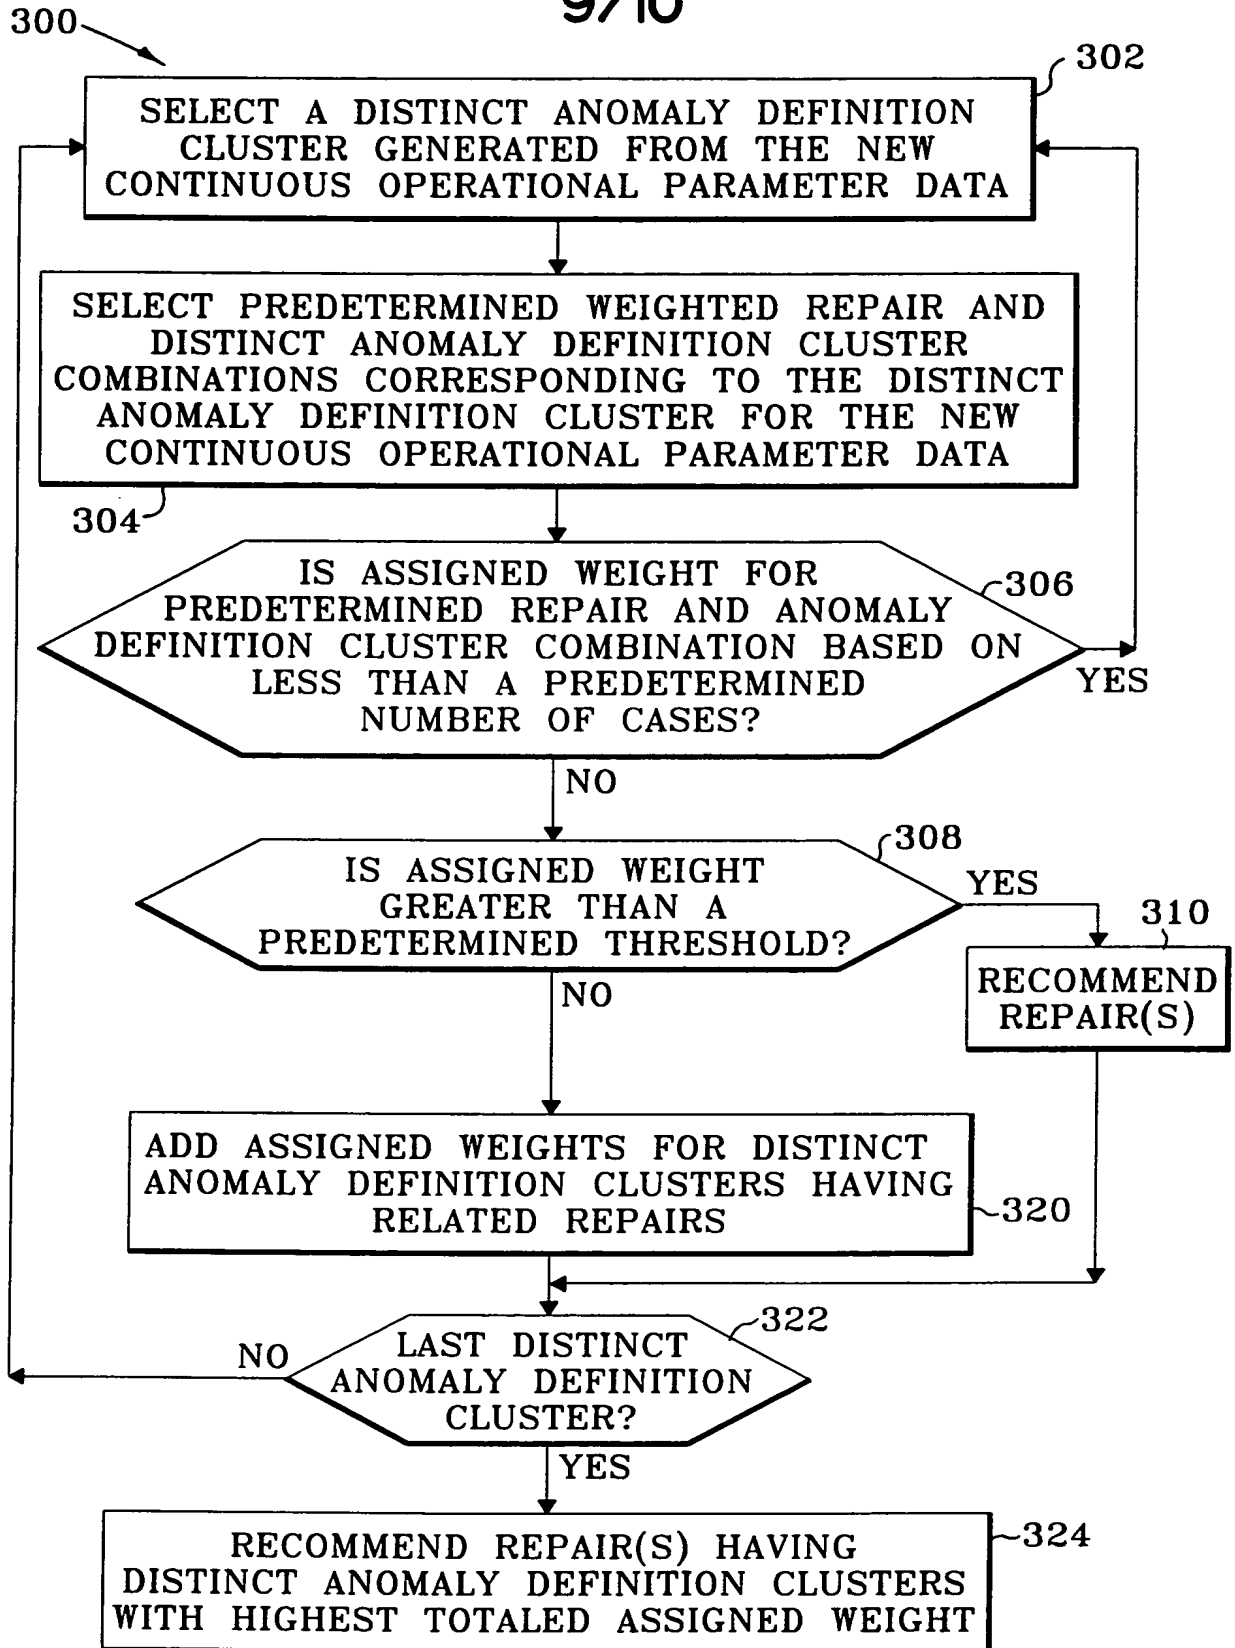 9/10
300
302
SELECT A DISTINCT ANOMALY DEFINITION
CLUSTER GENERATED FROM THE NEW
CONTINUOUS OPERATIONAL PARAMETER DATA
SELECT PREDETERMINED WEIGHTED REPAIR AND
DISTINCT ANOMALY DEFINITION CLUSTER
COMBINATIONS CORRESPONDING TO THE DISTINCT
ANOMALY DEFINITION CLUSTER FOR THE NEW
CONTINUOUS OPERATIONAL PARAMETER DATA
304
IS ASSIGNED WEIGHT FOR
PREDETERMINED REPAIR AND ANOMALY
DEFINITION CLUSTER COMBINATION BASED ON
LESS THAN A PREDETERMINED
NUMBER OF CASES?
306
YES
NO
308
IS ASSIGNED WEIGHT
GREATER THAN A
PREDETERMINED THRESHOLD?
YES
310
RECOMMEND
REPAIR(S)
NO
ADD ASSIGNED WEIGHTS FOR DISTINCT
ANOMALY DEFINITION CLUSTERS HAVING
RELATED REPAIRS
320
322
LAST DISTINCT
ANOMALY DEFINITION
CLUSTER?
NO
YES
324
RECOMMEND REPAIR(S) HAVING
DISTINCT ANOMALY DEFINITION CLUSTERS
WITH HIGHEST TOTALED ASSIGNED WEIGHT